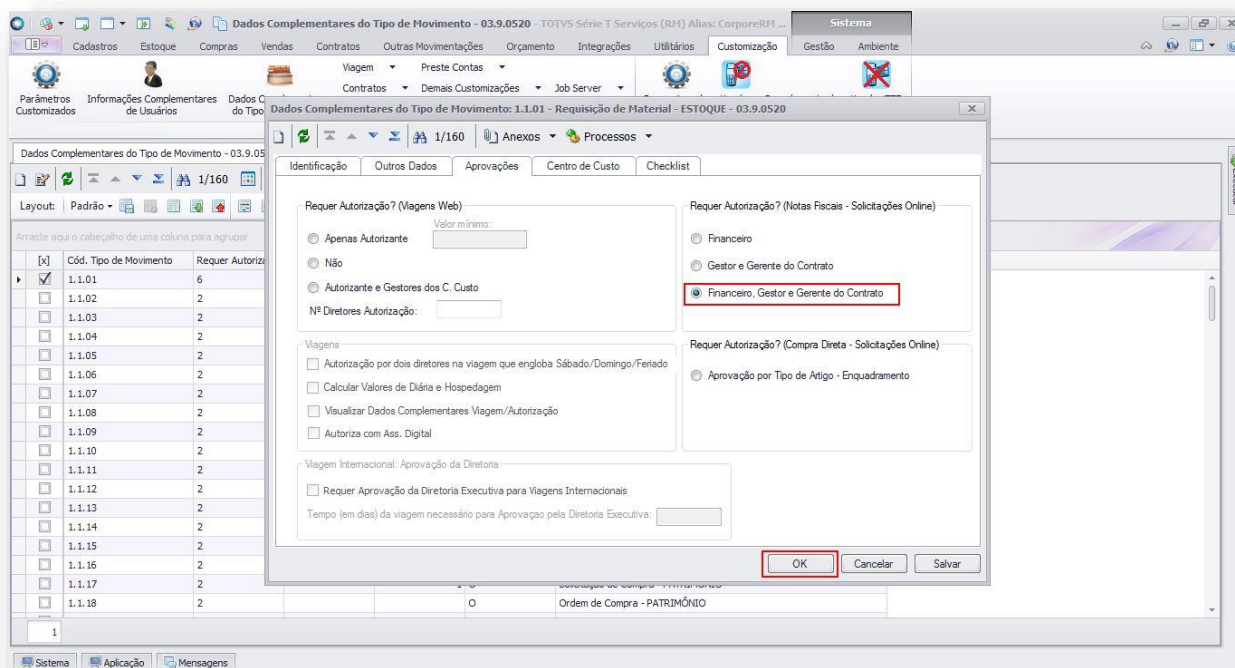 Dados Complementares do Tipo de Movimento - 03.9.0520 - TOTVS Série T Serviços (RM) Alias: CorporeRM ...
Sistema
Cadastros Estoque Compras Vendas Contratos Outras Movimentações Orçamento Integrações Utilitários Customização Gestão Ambiente
Viagem Preste Contas
Contratos Demais Customizações Job Server
Parâmetros Customizados
Informações Complementares de Usuários
Dados C
do Tipo
Dados Complementares do Tipo de Movimento: 1.1.01 - Requisição de Material - ESTOQUE - 03.9.0520
1/160 Anexos Processos
Identificação Outros Dados Aprovações Centro de Custo Checklist
Requer Autorização? (Viagens Web)
Valor mínimo:
Apenas Autorizante
Não
Autorizante e Gestores dos C. Custo
Nº Diretores Autorização:
Requer Autorização? (Notas Fiscais - Solicitações Online)
Financeiro
Gestor e Gerente do Contrato
Financeiro, Gestor e Gerente do Contrato
Viagens
Autorização por dois diretores na viagem que engloba Sábado/Domingo/Feriado
Calcular Valores de Diária e Hospedagem
Visualizar Dados Complementares Viagem/Autorização
Autoriza com Ass. Digital
Requer Autorização? (Compra Direta - Solicitações Online)
Aprovação por Tipo de Artigo - Enquadramento
Viagem Internacional: Aprovação da Diretoria
Requer Aprovação da Diretoria Executiva para Viagens Internacionais
Tempo (em dias) da viagem necessário para Aprovaçao pela Diretoria Executiva:
OK Cancelar Salvar
Dados Complementares do Tipo de Movimento - 03.9.05
1/160
Layout: Padrão
Arraste aqui o cabeçalho de uma coluna para agrupar
[x] Cód. Tipo de Movimento Requer Autoriza
1.1.01 6
1.1.02 2
1.1.03 2
1.1.04 2
1.1.05 2
1.1.06 2
1.1.07 2
1.1.08 2
1.1.09 2
1.1.10 2
1.1.11 2
1.1.12 2
1.1.13 2
1.1.14 2
1.1.15 2
1.1.16 2
1.1.17 2
1.1.18 2 O Ordem de Compra - PATRIMÔNIO
1
Sistema Aplicação Mensagens